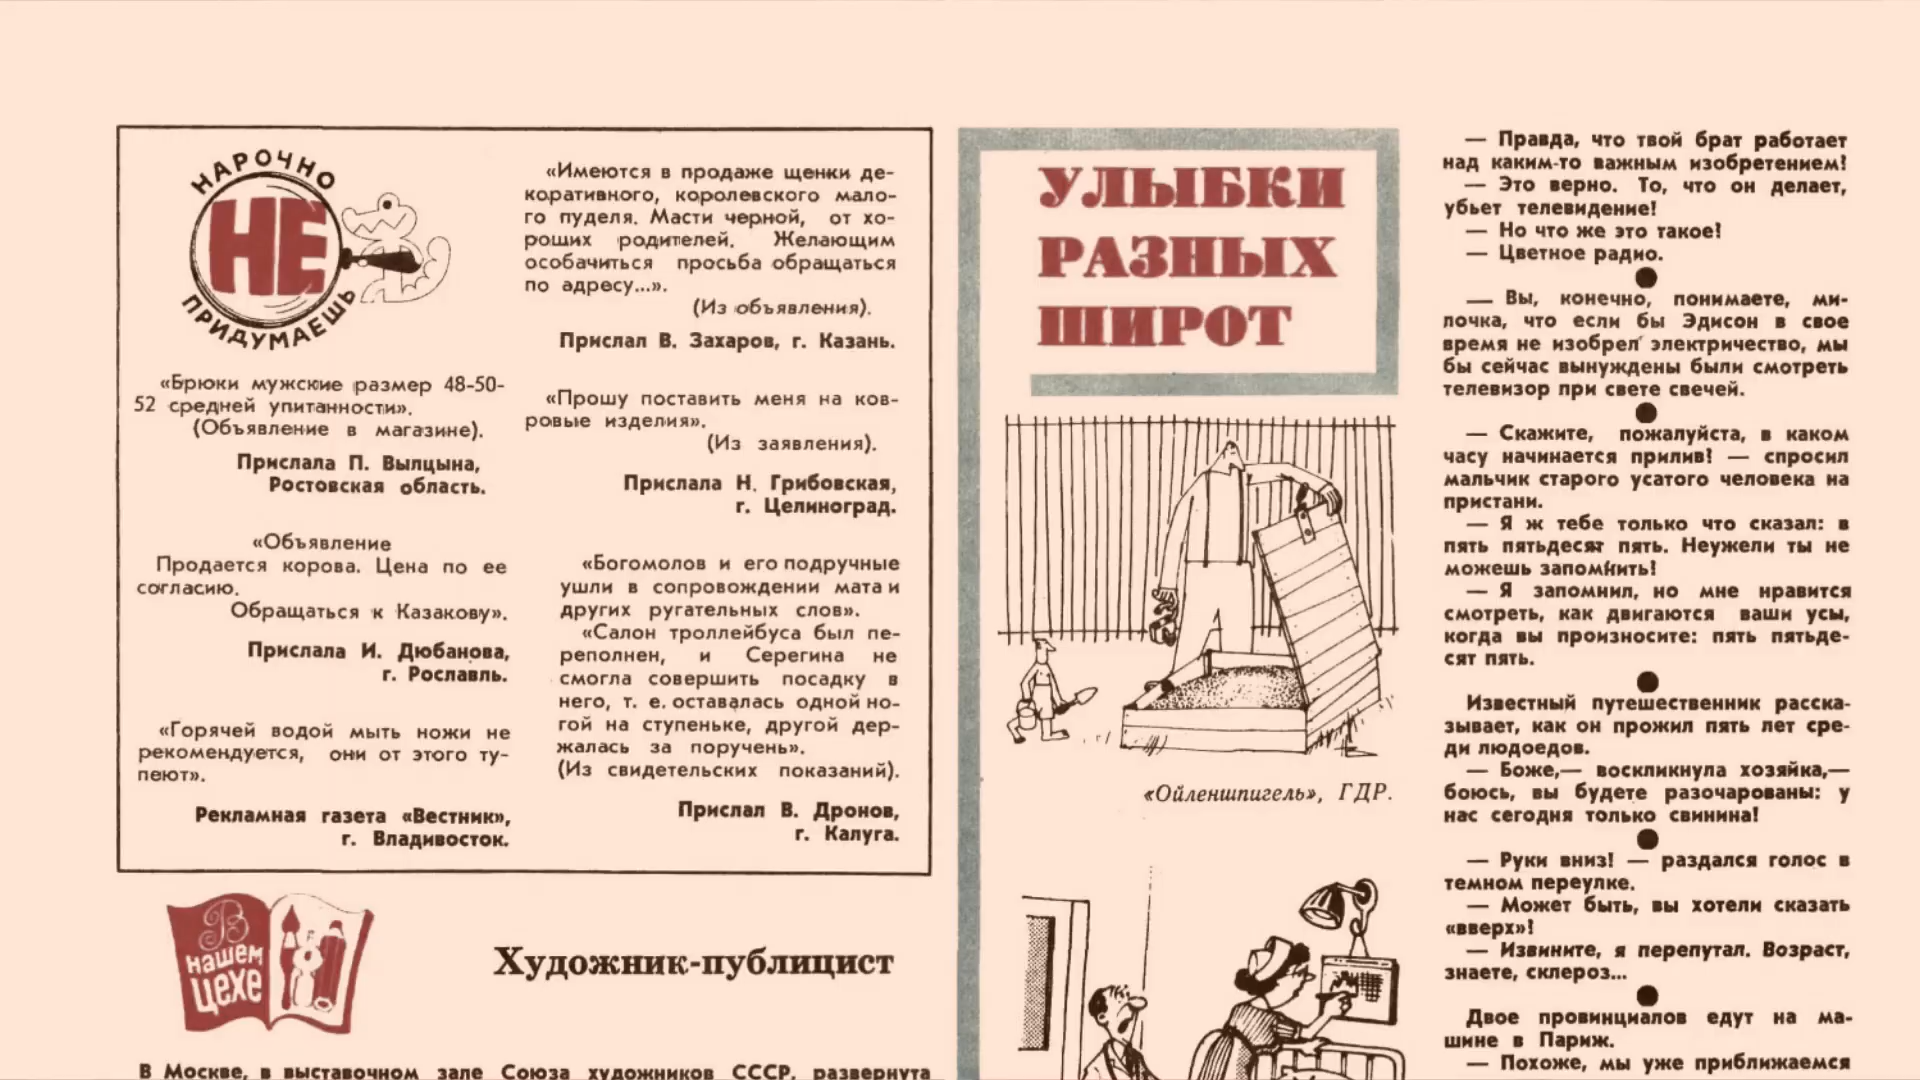 НАРОЧНО
НЕ
ПРИДУМАЕШЬ
«Брюки мужские размер 48-50-
52 средней упитанности».
(Объявление в магазине).
Прислала П. Вылцына,
Ростовская область.
«Объявление
Продается корова. Цена по ее
согласию.
Обращаться к Казакову».
Прислала И. Дюбанова,
г. Рославль.
«Горячей водой мыть ножи не
рекомендуется, они от этого ту-
пеют».
Рекламная газета «Вестник»,
г. Владивосток.
«Имеются в продаже щенки де-
коративного, королевского мало-
го пуделя. Масти черной, от хо-
роших родителей. Желающим
особачиться просьба обращаться
по адресу...».
(Из объявления).
Прислал В. Захаров, г. Казань.
«Прошу поставить меня на ков-
ровые изделия».
(Из заявления).
Прислала Н. Грибовская,
г. Целиноград.
«Богомолов и его подручные
ушли в сопровождении мата и
других ругательных слов».
«Салон троллейбуса был пе-
реполнен, и Серегина не
смогла совершить посадку в
него, т. е. оставалась одной но-
гой на ступеньке, другой дер-
жалась за поручень».
(Из свидетельских показаний).
Прислал В. Дронов,
г. Калуга.
В
нашем
цехе
Художник-публицист
В Москве, в выставочном зале Союза художников СССР, развернута
УЛЫБКИ
РАЗНЫХ
ШИРОТ
«Ойленшпигель», ГДР.
— Правда, что твой брат работает
над каким-то важным изобретением!
— Это верно. То, что он делает,
убьет телевидение!
— Но что же это такое!
— Цветное радио.
— Вы, конечно, понимаете, ми-
лочка, что если бы Эдисон в свое
время не изобрел электричество, мы
бы сейчас вынуждены были смотреть
телевизор при свете свечей.
— Скажите, пожалуйста, в каком
часу начинается прилив! — спросил
мальчик старого усатого человека на
пристани.
— Я ж тебе только что сказал: в
пять пятьдесят пять. Неужели ты не
можешь запомнить!
— Я запомнил, но мне нравится
смотреть, как двигаются ваши усы,
когда вы произносите: пять пятьде-
сят пять.
Известный путешественник расска-
зывает, как он прожил пять лет сре-
ди людоедов.
— Боже,— воскликнула хозяйка,—
боюсь, вы будете разочарованы: у
нас сегодня только свинина!
— Руки вниз! — раздался голос в
темном переулке.
— Может быть, вы хотели сказать
«вверх»!
— Извините, я перепутал. Возраст,
знаете, склероз...
Двое провинциалов едут на ма-
шине в Париж.
— Похоже, мы уже приближаемся